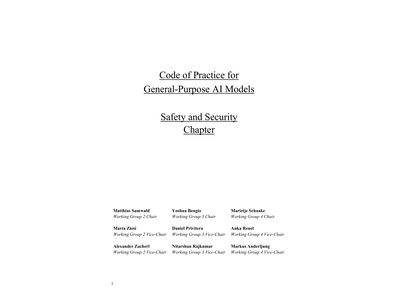 Code of Practice for
General-Purpose AI Models
Safety and Security
Chapter
Matthias Samwald Yoshua Bengio Marietje Schaake
Working Group 2 Chair Working Group 3 Chair Working Group 4 Chair
Marta Ziosi Daniel Privitera Anka Reuel
Working Group 2 Vice-Chair Working Group 3 Vice-Chair Working Group 4 Vice-Chair
Alexander Zacherl Nitarshan Rajkumar Markus Anderljung
Working Group 2 Vice-Chair Working Group 3 Vice-Chair Working Group 4 Vice-Chair
1